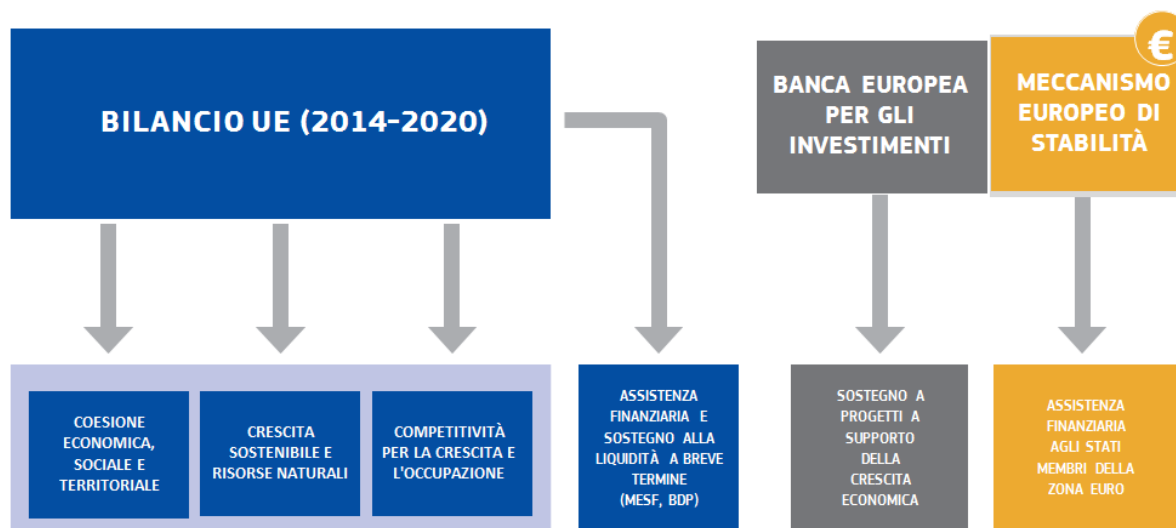 BILANCIO UE (2014-2020)
BANCA EUROPEA
PER GLI
INVESTIMENTI
€
MECCANISMO
EUROPEO DI
STABILITÀ
COESIONE
ECONOMICA,
SOCIALE E
TERRITORIALE
CRESCITA
SOSTENIBILE E
RISORSE NATURALI
COMPETITIVITÀ
PER LA CRESCITA E
L'OCCUPAZIONE
ASSISTENZA
FINANZIARIA E
SOSTEGNO ALLA
LIQUIDITÀ A BREVE
TERMINE
(MESF, BDP)
SOSTEGNO A
PROGETTI A
SUPPORTO
DELLA
CRESCITA
ECONOMICA
ASSISTENZA
FINANZIARIA
AGLI STATI
MEMBRI DELLA
ZONA EURO